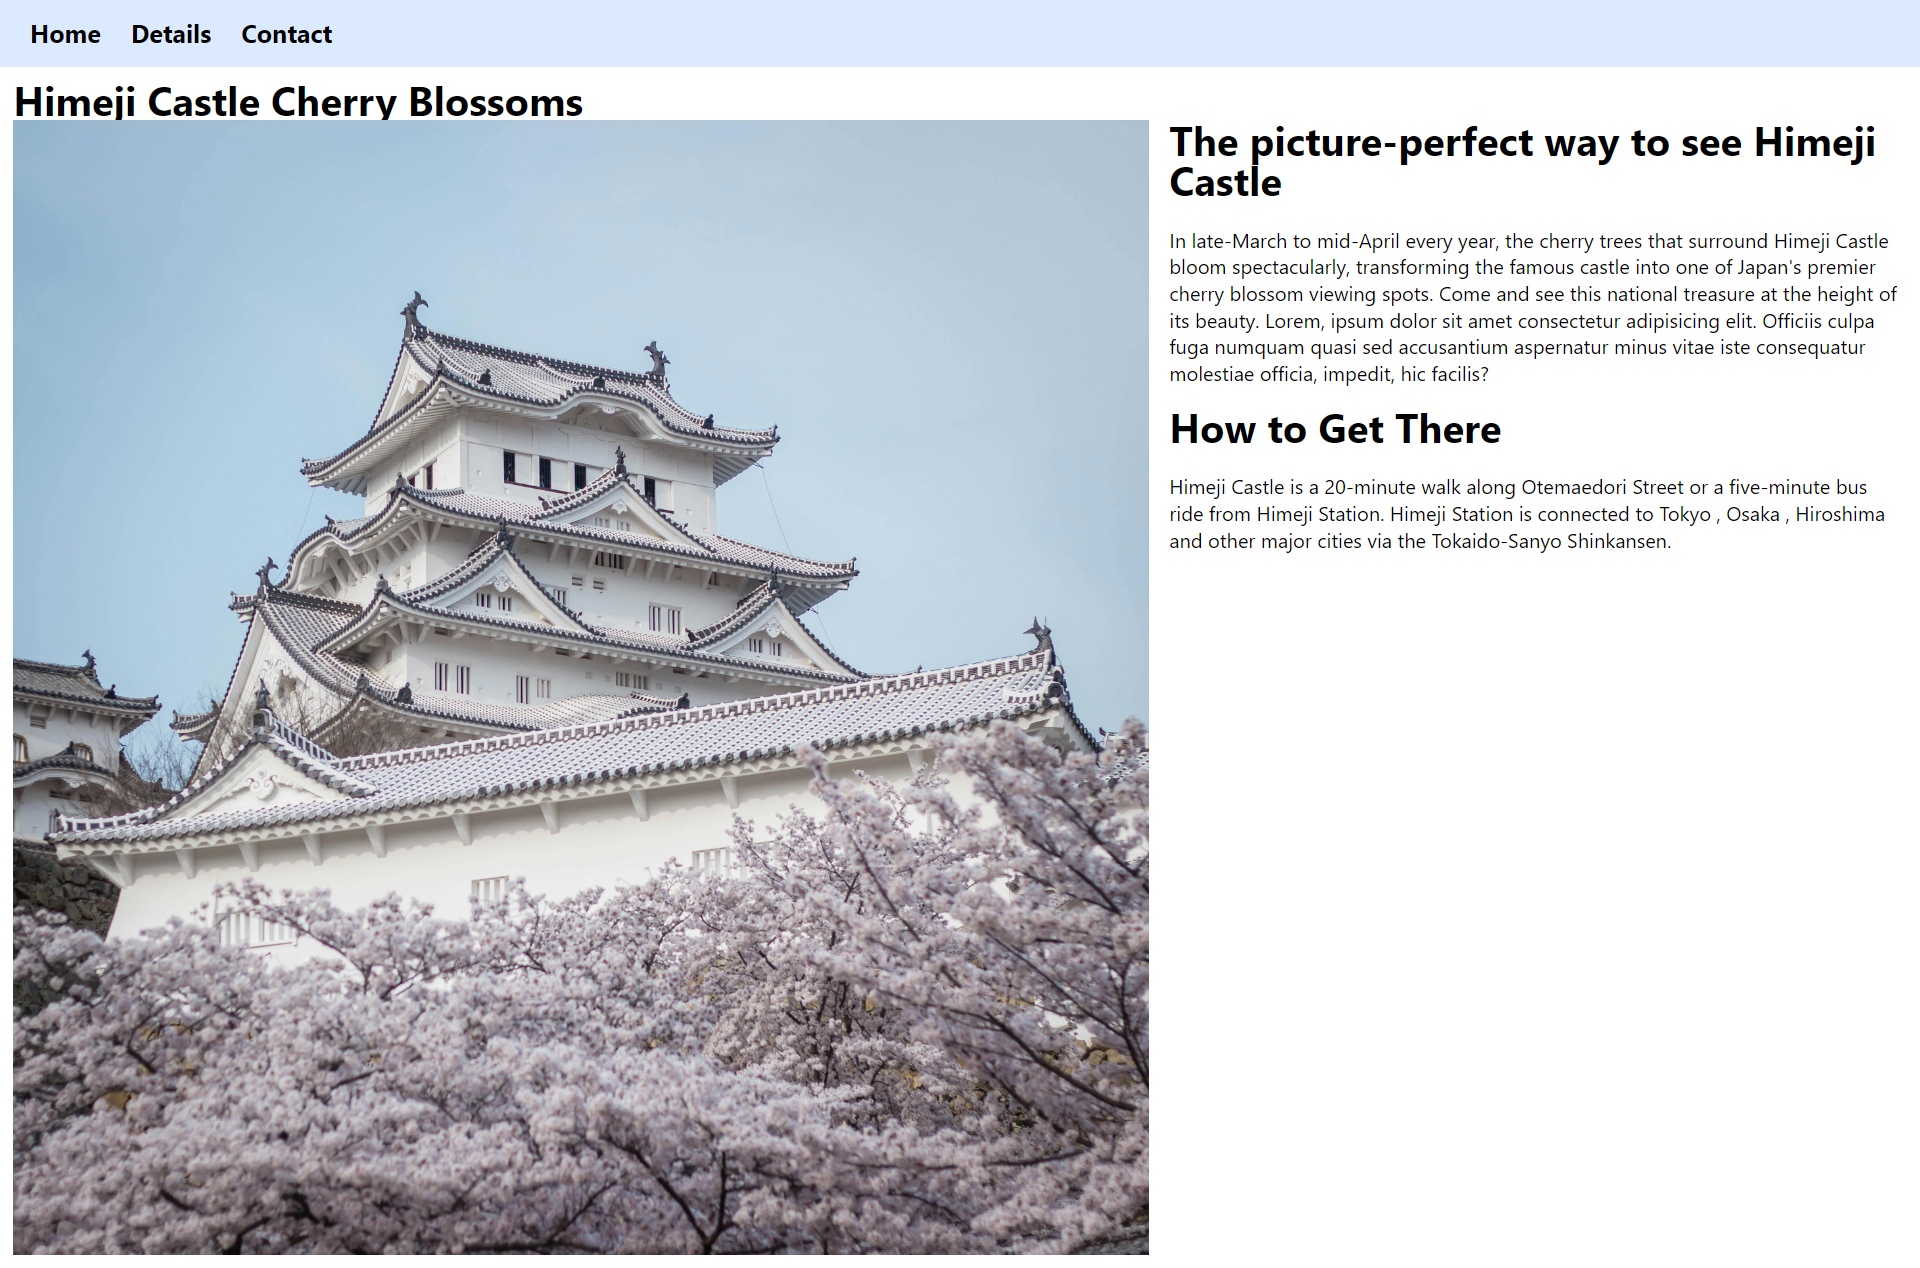 Home Details Contact
Himeji Castle Cherry Blossoms
The picture-perfect way to see Himeji
Castle
In late-March to mid-April every year, the cherry trees that surround Himeji Castle
bloom spectacularly, transforming the famous castle into one of Japan's premier
cherry blossom viewing spots. Come and see this national treasure at the height of
its beauty. Lorem, ipsum dolor sit amet consectetur adipisicing elit. Officiis culpa
fuga numquam quasi sed accusantium aspernatur minus vitae iste consequatur
molestiae officia, impedit, hic facilis?
How to Get There
Himeji Castle is a 20-minute walk along Otemaedori Street or a five-minute bus
ride from Himeji Station. Himeji Station is connected to Tokyo , Osaka , Hiroshima
and other major cities via the Tokaido-Sanyo Shinkansen.